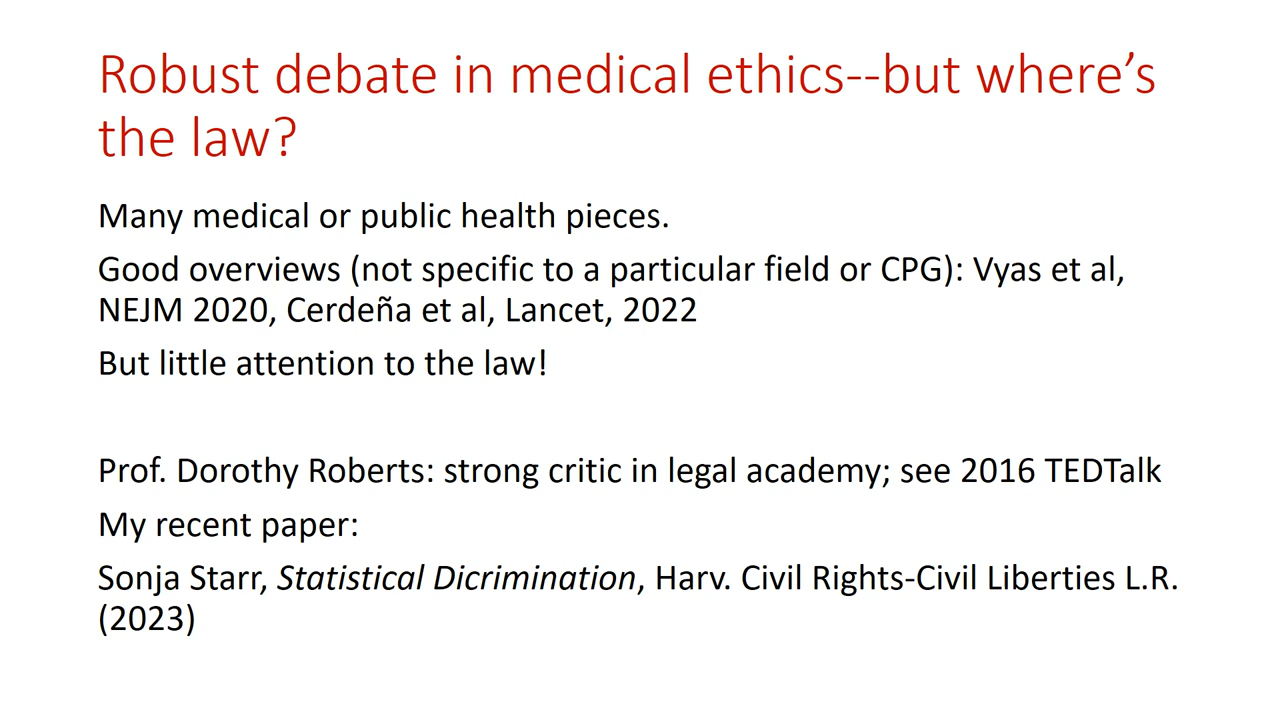 Robust debate in medical ethics--but where’s
the law?
Many medical or public health pieces.
Good overviews (not specific to a particular field or CPG): Vyas et al,
NEJM 2020, Cerdeña et al, Lancet, 2022
But little attention to the law!
Prof. Dorothy Roberts: strong critic in legal academy; see 2016 TEDTalk
My recent paper:
Sonja Starr, Statistical Dicrimination, Harv. Civil Rights-Civil Liberties L.R.
(2023)